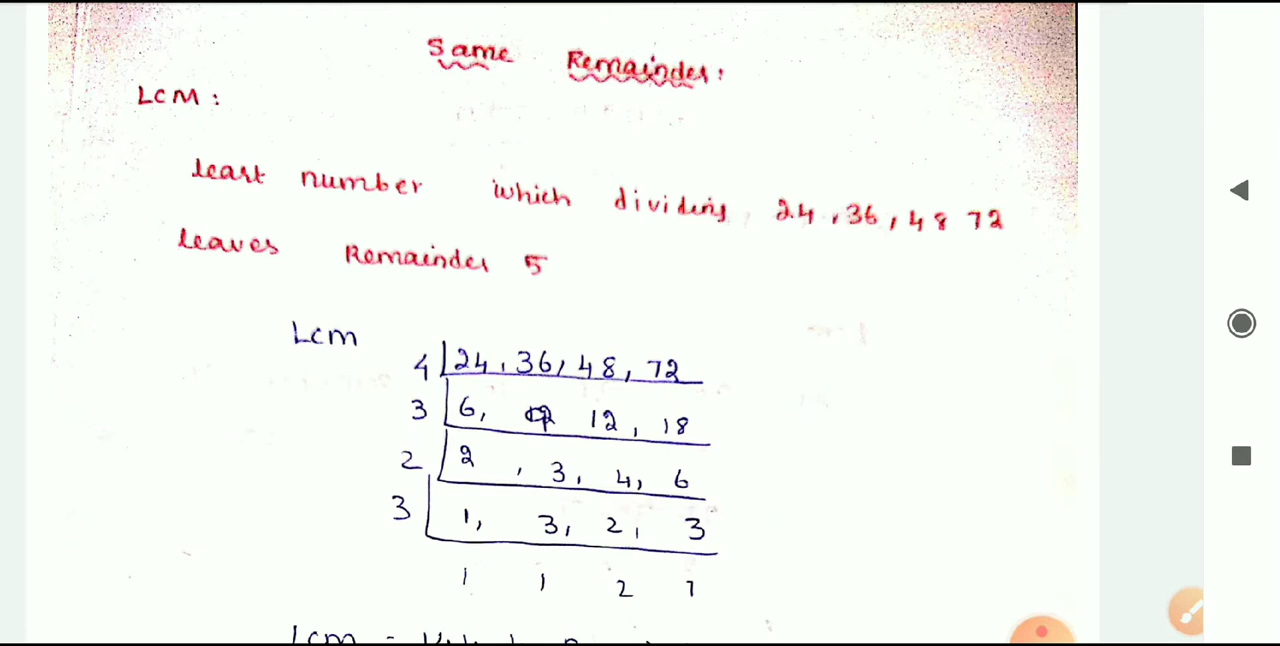 Same Remainder:
LCM:
least number which dividing 24, 36, 48 72
leaves Remainder 5
Lcm
4 24, 36, 48, 72
3 6, 12, 18
2 2, 3, 4, 6
3 1, 3, 2, 3
1 1 2 1
Lcm =